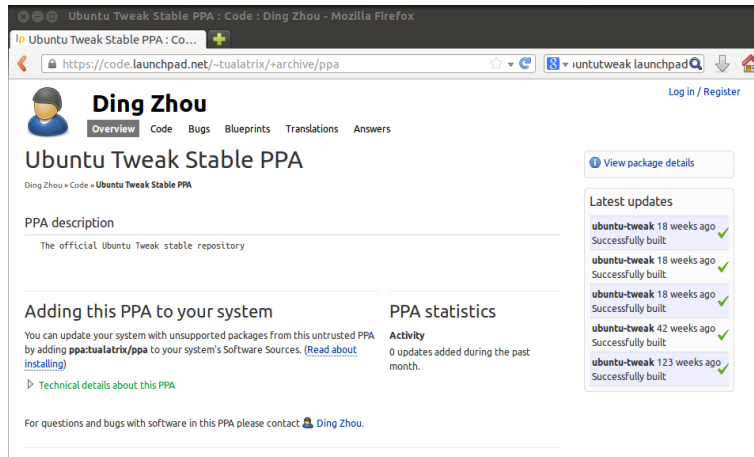 Ubuntu Tweak Stable PPA : Code : Ding Zhou - Mozilla Firefox
lp Ubuntu Tweak Stable PPA : Co...
https://code.launchpad.net/~tualatrix/+archive/ppa
8 untutweak launchpad
Log in / Register
Ding Zhou
Overview Code Bugs Blueprints Translations Answers
Ubuntu Tweak Stable PPA
Ding Zhou » Code » Ubuntu Tweak Stable PPA
PPA description
The official Ubuntu Tweak stable repository
Adding this PPA to your system
You can update your system with unsupported packages from this untrusted PPA
by adding ppa:tualatrix/ppa to your system's Software Sources. (Read about
installing)
Technical details about this PPA
For questions and bugs with software in this PPA please contact Ding Zhou.
PPA statistics
Activity
0 updates added during the past
month.
View package details
Latest updates
ubuntu-tweak 18 weeks ago
Successfully built
ubuntu-tweak 18 weeks ago
Successfully built
ubuntu-tweak 18 weeks ago
Successfully built
ubuntu-tweak 42 weeks ago
Successfully built
ubuntu-tweak 123 weeks ago
Successfully built